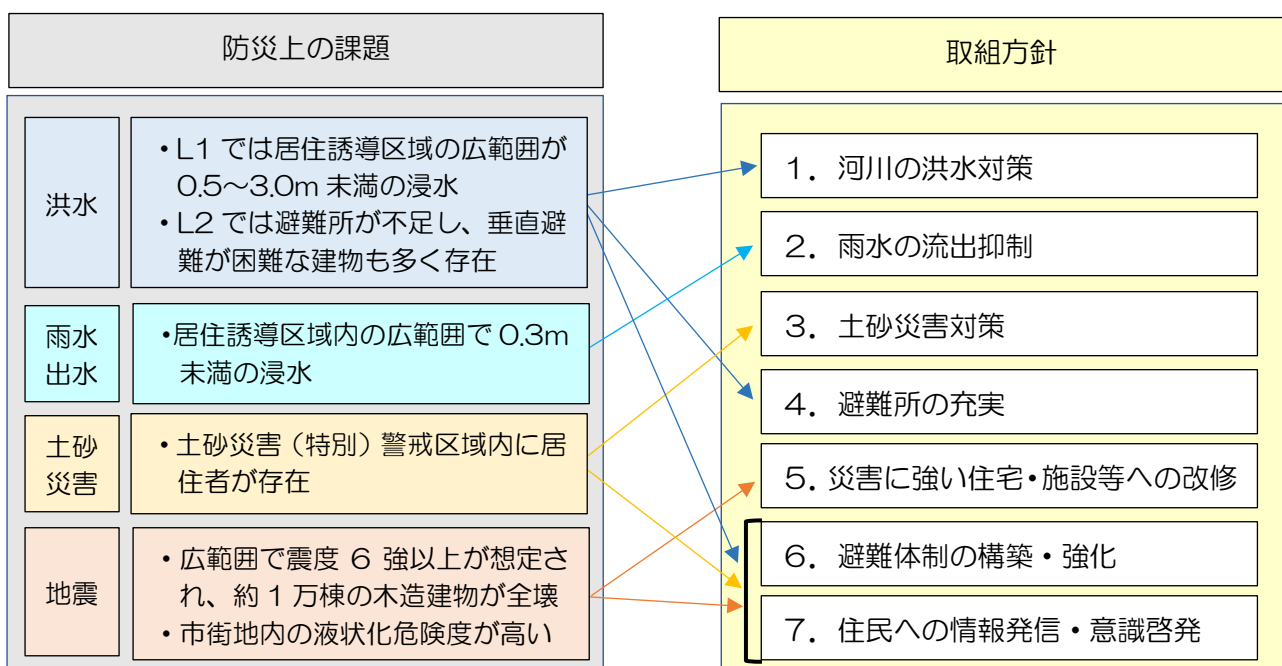 防災上の課題
取組方針
洪水
・L1 では居住誘導区域の広範囲が
0.5～3.0m 未満の浸水
・L2 では避難所が不足し、垂直避
難が困難な建物も多く存在
雨水
出水
・居住誘導区域内の広範囲で 0.3m
未満の浸水
土砂
災害
・土砂災害（特別）警戒区域内に居
住者が存在
地震
・広範囲で震度 6 強以上が想定さ
れ、約 1 万棟の木造建物が全壊
・市街地内の液状化危険度が高い
1．河川の洪水対策
2．雨水の流出抑制
3．土砂災害対策
4．避難所の充実
5．災害に強い住宅・施設等への改修
6．避難体制の構築・強化
7．住民への情報発信・意識啓発